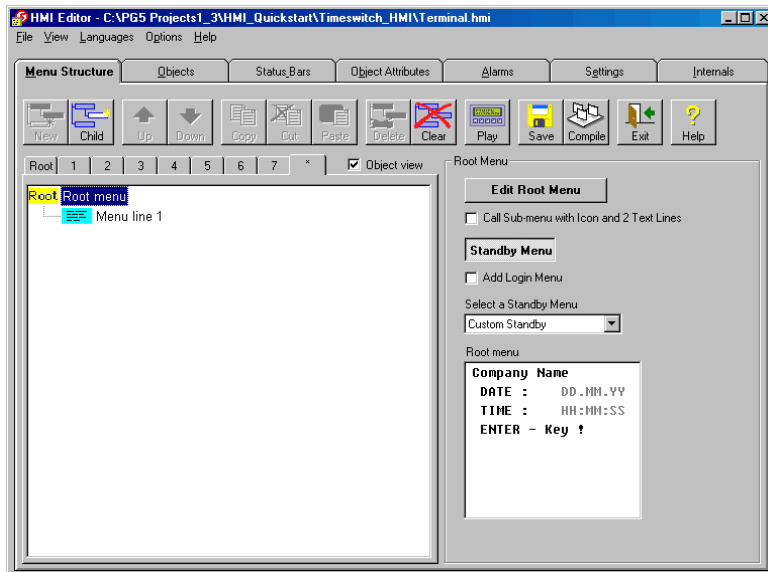 HMI Editor - C:\PG5 Projects1_3\HMI_Quickstart\Timeswitch_HMI\Terminal.hmi
File View Languages Options Help
Menu Structure Objects Status Bars Object Attributes Alarms Settings Internals
New Child Up Down Copy Cut Paste Delete Clear Play Save Compile Exit Help
Root 1 2 3 4 5 6 7 * Object view
Root Menu
Root Root menu
Menu line 1
Edit Root Menu
Call Sub-menu with Icon and 2 Text Lines
Standby Menu
Add Login Menu
Select a Standby Menu
Custom Standby
Root menu
Company Name
DATE : DD.MM.YY
TIME : HH:MM:SS
ENTER - Key !